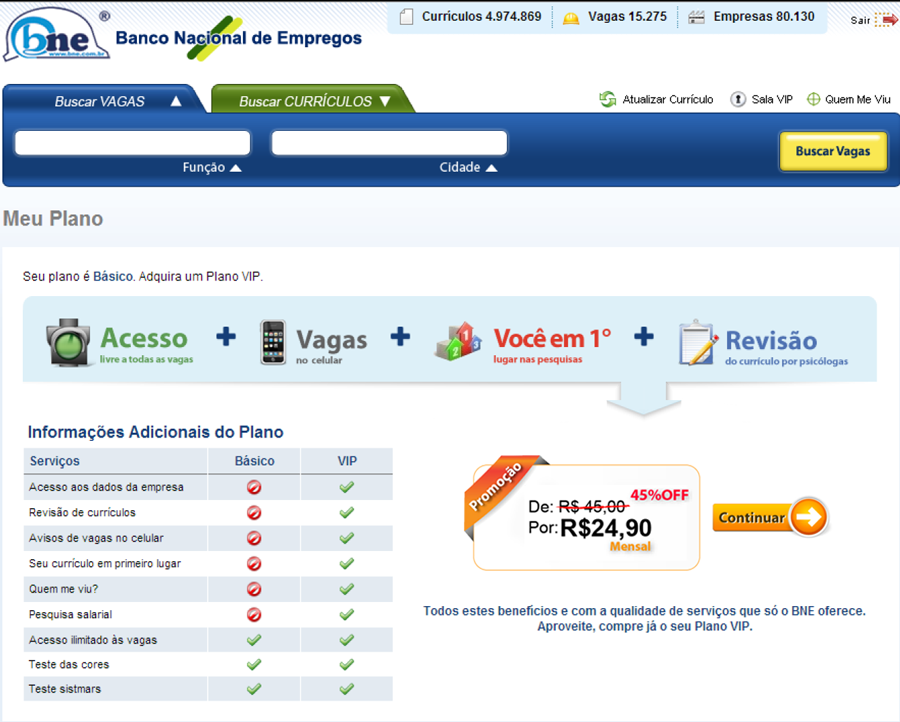 Currículos 4.974.869
Vagas 15.275
Empresas 80.130
Sair
bne®
www.bne.com.br
Banco Nacional de Empregos
Buscar VAGAS
Buscar CURRÍCULOS
Atualizar Currículo
Sala VIP
Quem Me Viu
Função
Cidade
Buscar Vagas
Meu Plano
Seu plano é Básico. Adquira um Plano VIP.
Acesso
livre a todas as vagas
+
Vagas
no celular
+
Você em 1°
lugar nas pesquisas
+
Revisão
do currículo por psicólogas
Informações Adicionais do Plano
Serviços Básico VIP
Acesso aos dados da empresa
Revisão de currículos
Avisos de vagas no celular
Seu currículo em primeiro lugar
Quem me viu?
Pesquisa salarial
Acesso ilimitado às vagas
Teste das cores
Teste sistmars
Promoção
45%OFF
De: R$ 45,00
Por: R$24,90
Mensal
Continuar
Todos estes benefícios e com a qualidade de serviços que só o BNE oferece.
Aproveite, compre já o seu Plano VIP.